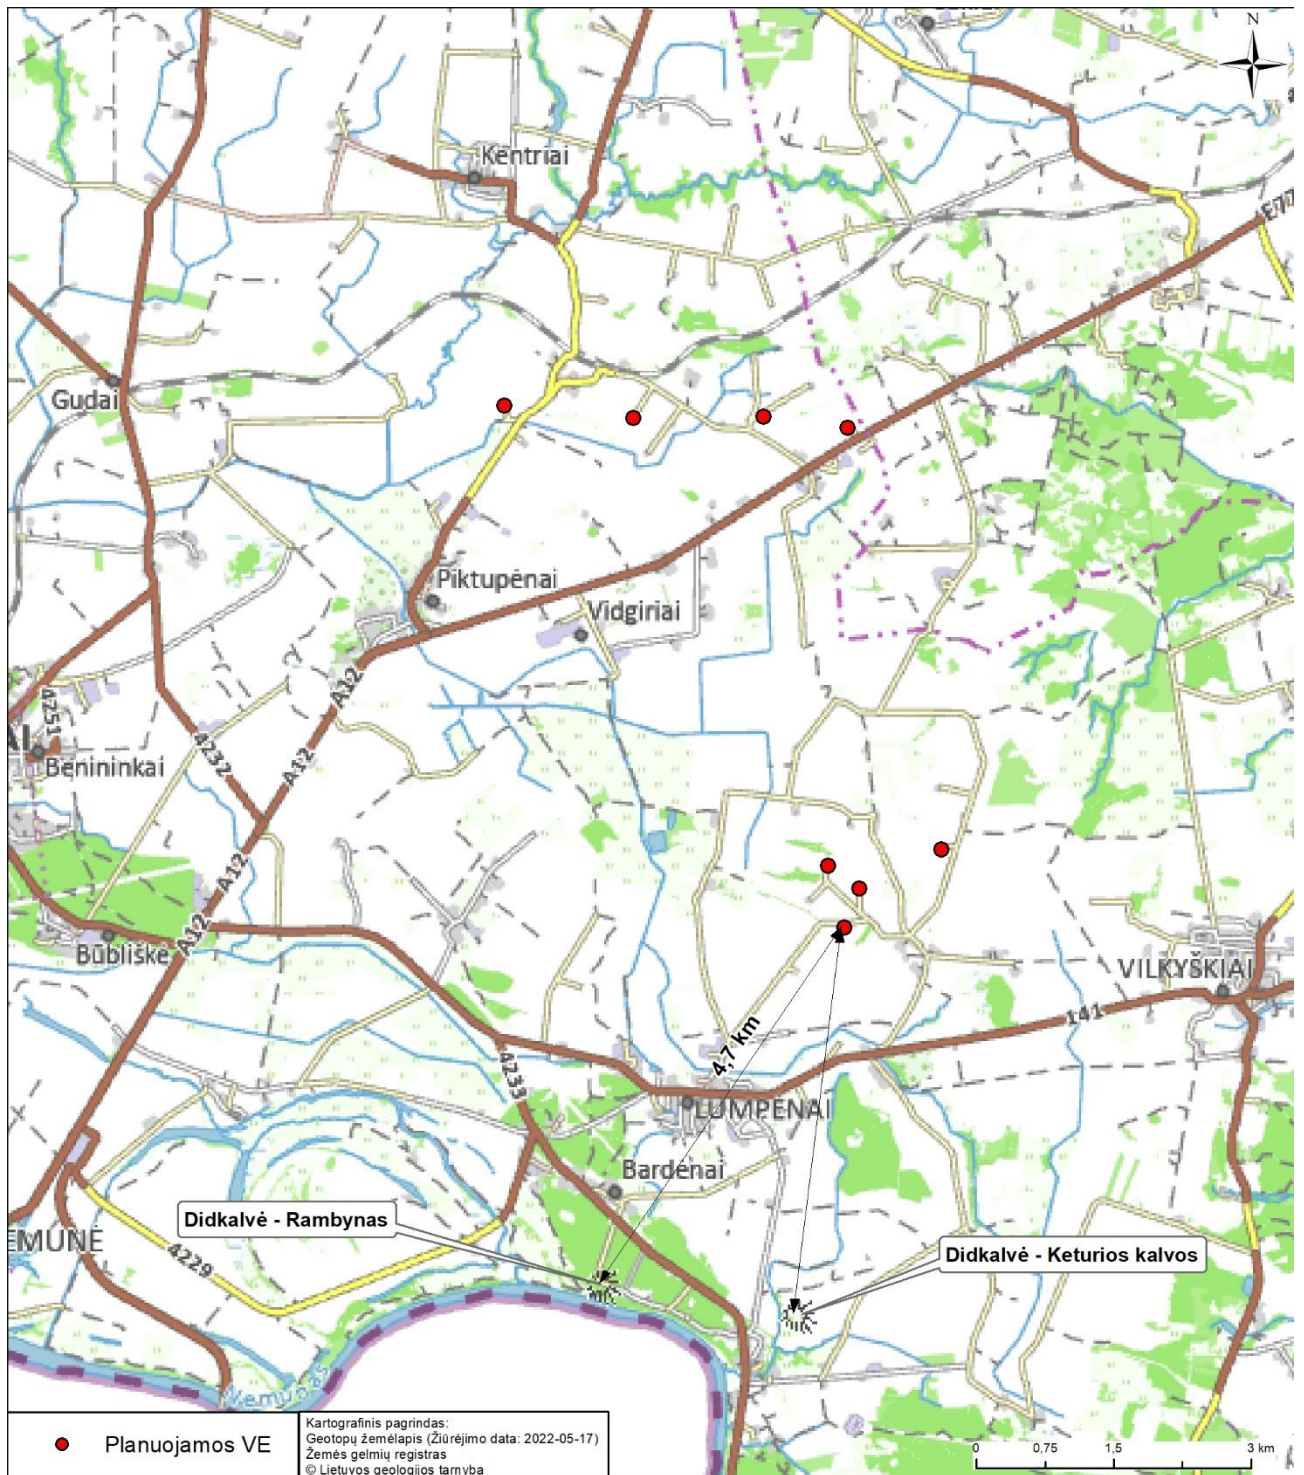 N
Kentriai
E77
Gudai
Piktupėnai
Vidgiriai
4251
A12
4232
A12
Benininkai
A12
A12
Būbliškė
VILKYŠKIAI
141
4,7 km
4233
LUMPĖNAI
Bardėnai
Didkalvė - Rambynas
EMUNĖ
Didkalvė - Keturios kalvos
4229
Nemunas
Planuojamos VE
Kartografinis pagrindas:
Geotopų žemėlapis (Žiūrėjimo data: 2022-05-17)
Žemės gelmių registras
© Lietuvos geologijos tarnyba
0 0,75 1,5 3 km